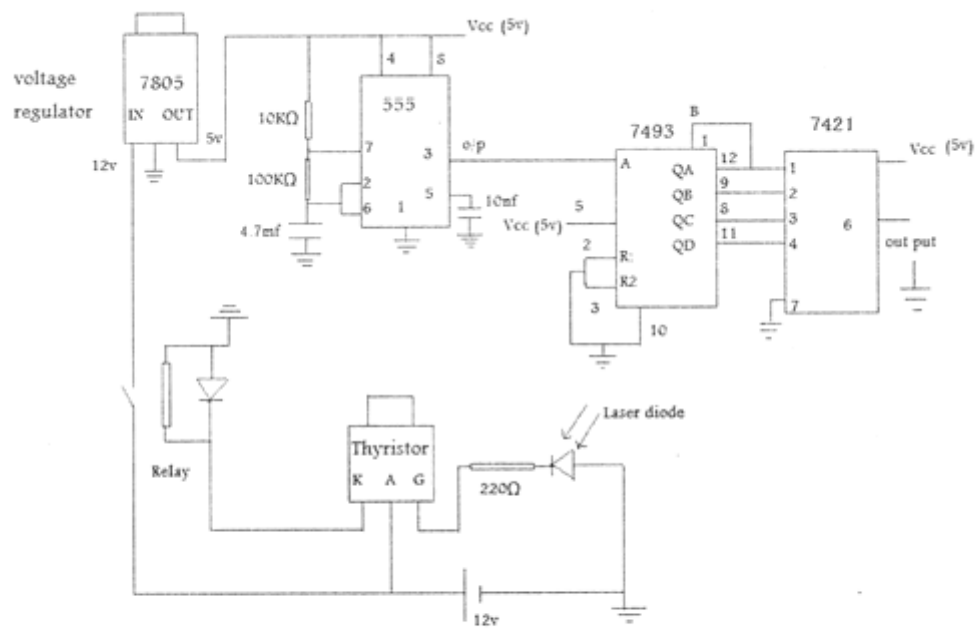 Vcc (5v)
voltage
regulator
7805
IN OUT
12v
5v
4
8
555
10KΩ
7
3
o/p
100KΩ
2
6
5
1
4.7mf
10nf
B
7493
1
A
QA
12
QB
9
QC
8
QD
11
5
Vcc (5v)
2
R1
R2
3
10
7421
1
2
3
4
6
7
Vcc (5v)
out put
Relay
Thyristor
K A G
220Ω
Laser diode
12v